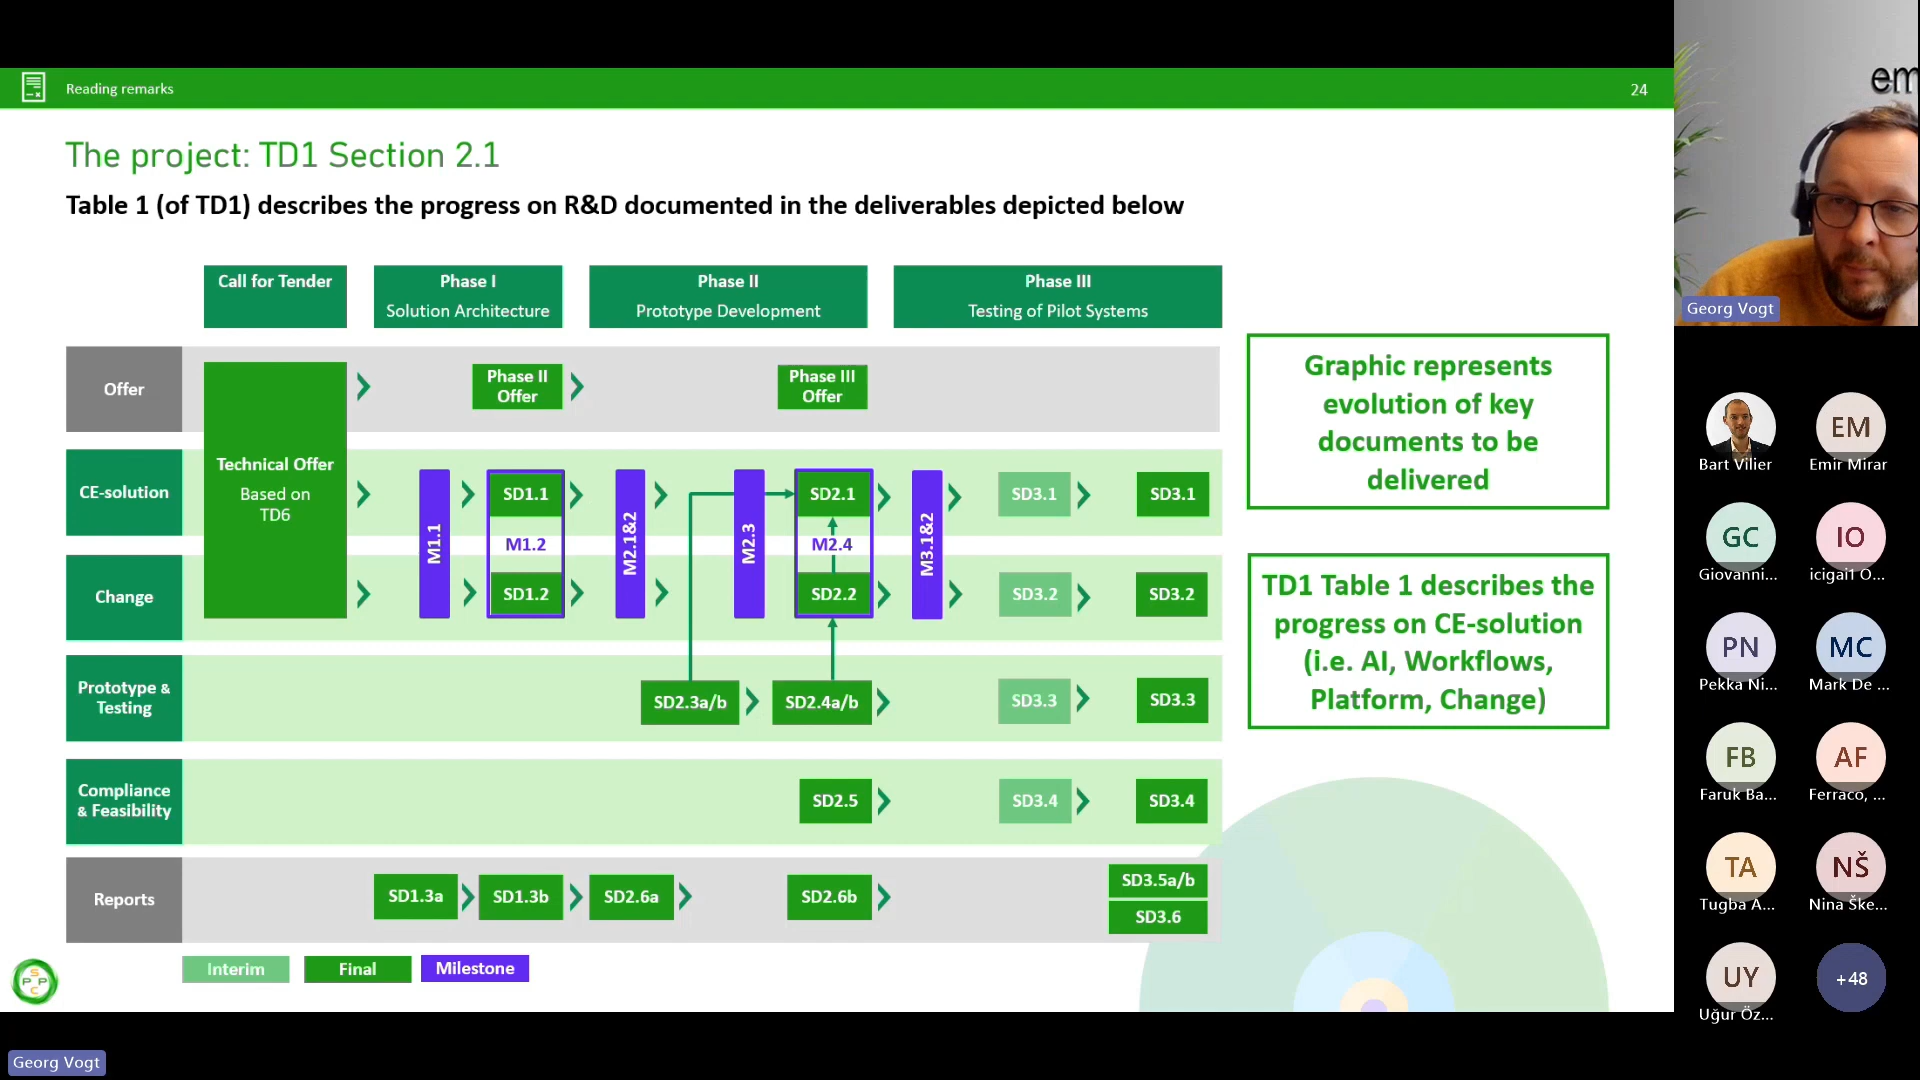 Reading remarks
24
The project: TD1 Section 2.1
Table 1 (of TD1) describes the progress on R&D documented in the deliverables depicted below
Call for Tender
Phase I
Solution Architecture
Phase II
Prototype Development
Phase III
Testing of Pilot Systems
Offer
Phase II
Offer
Phase III
Offer
Technical Offer
Based on
TD6
CE-solution
M1.1
SD1.1
M1.2
SD1.2
M2.1&2
M2.3
SD2.1
M2.4
SD2.2
M3.1&2
SD3.1
SD3.1
Change
SD3.2
SD3.2
Prototype &
Testing
SD2.3a/b
SD2.4a/b
SD3.3
SD3.3
Compliance
& Feasibility
SD2.5
SD3.4
SD3.4
Reports
SD1.3a
SD1.3b
SD2.6a
SD2.6b
SD3.5a/b
SD3.6
Interim
Final
Milestone
Graphic represents
evolution of key
documents to be
delivered
TD1 Table 1 describes the
progress on CE-solution
(i.e. AI, Workflows,
Platform, Change)
S
P P
C
em
Georg Vogt
Bart Vilier
EM
Emir Mirar
GC
Giovanni...
IO
icigai1 O...
PN
Pekka Ni...
MC
Mark De ...
FB
Faruk Ba...
AF
Ferraco, ...
TA
Tugba A...
NŠ
Nina Ške...
UY
Uğur Öz...
+48
Georg Vogt